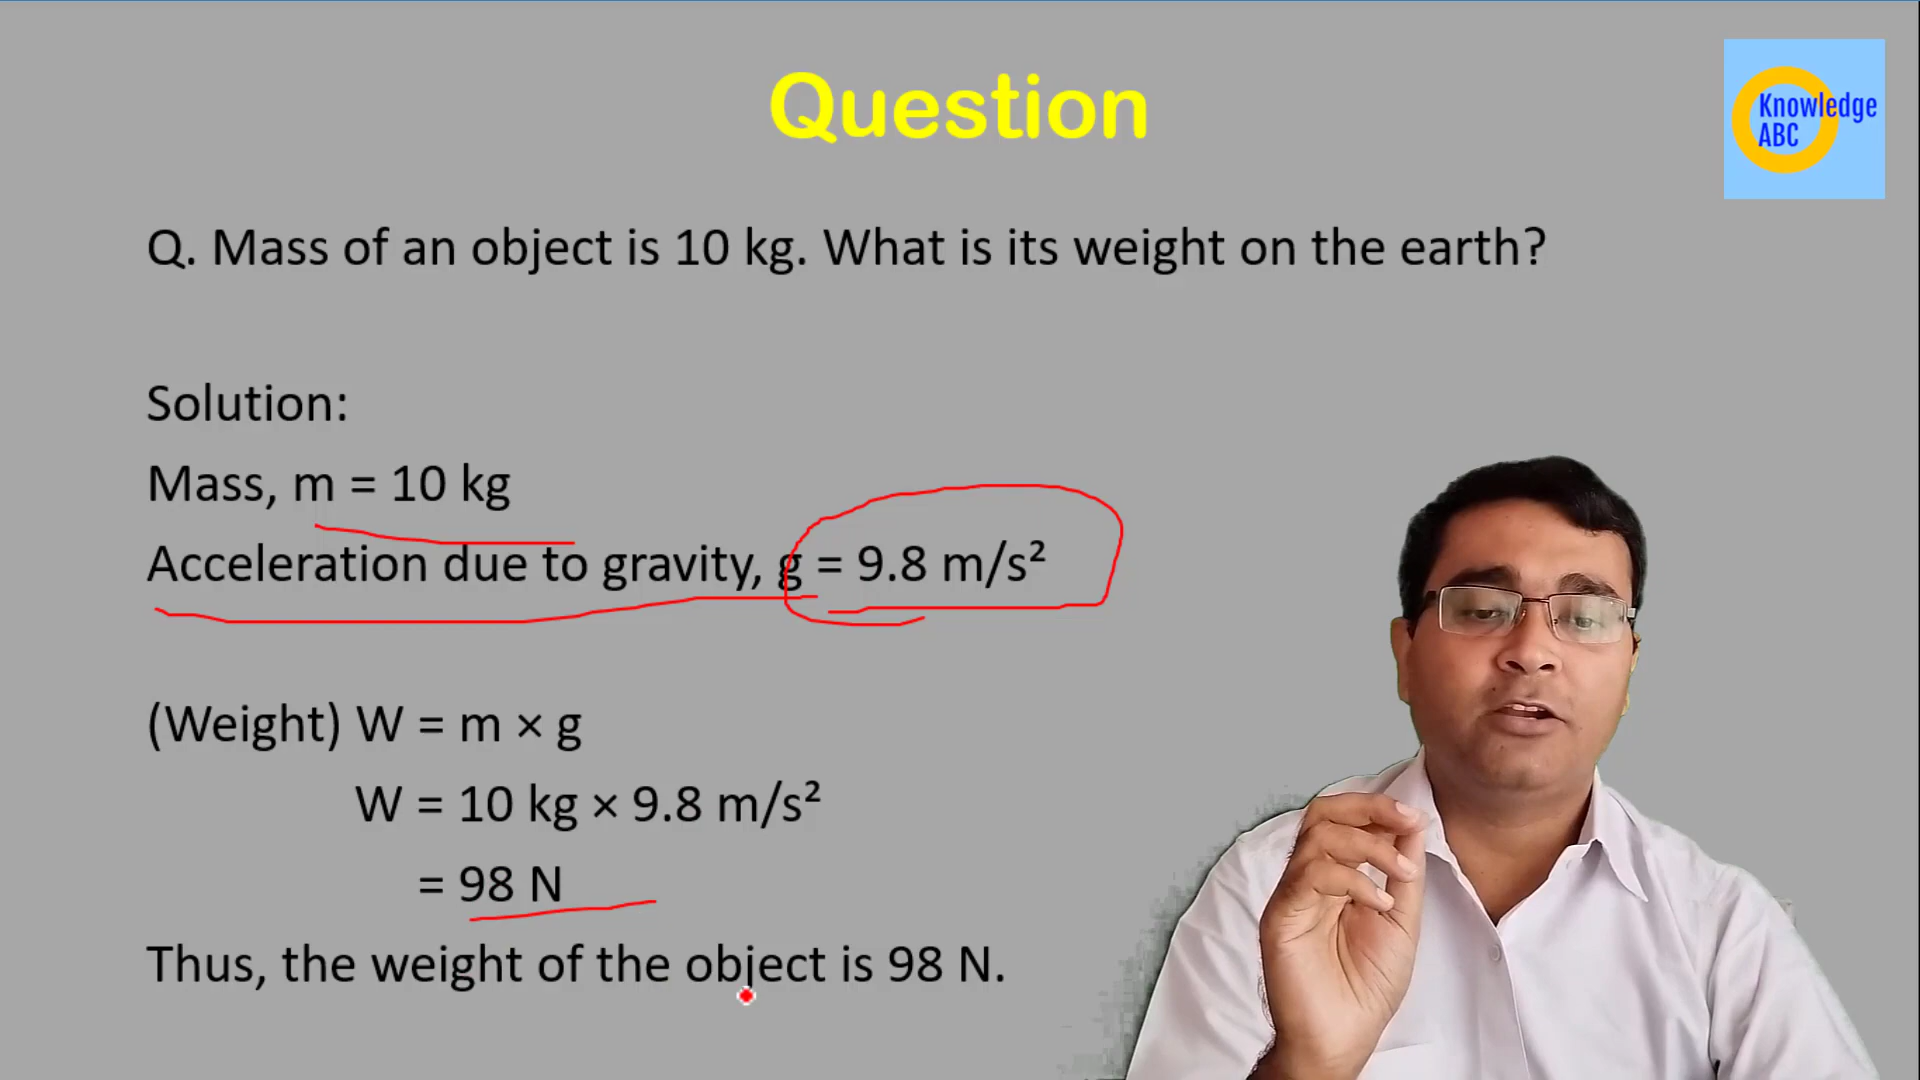 Question
Knowledge
ABC
Q. Mass of an object is 10 kg. What is its weight on the earth?
Solution:
Mass, m = 10 kg
Acceleration due to gravity, g = 9.8 m/s²
(Weight) W = m × g
W = 10 kg × 9.8 m/s²
= 98 N
Thus, the weight of the object is 98 N.